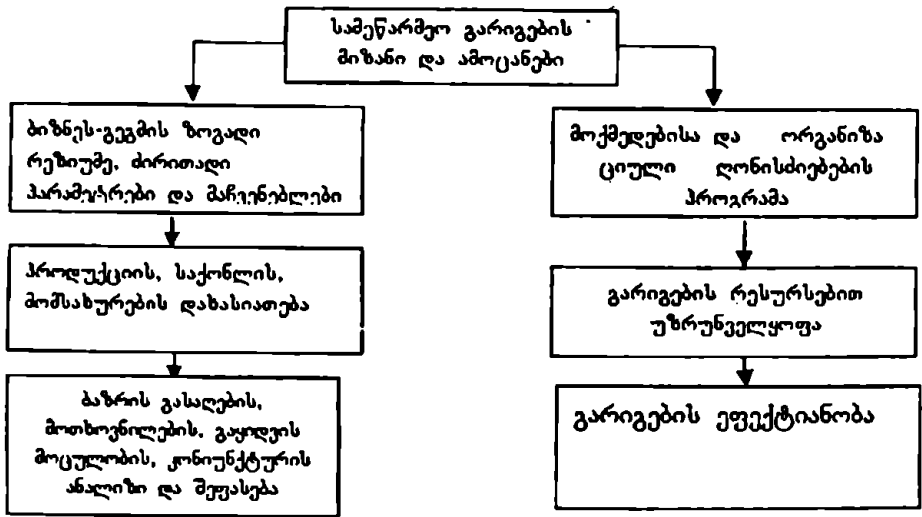 სამეწარმეო გარიგების
მიზანი და ამოცანები
ბიზნეს-გეგმის ზოგადი
რეზიუმე, ძირითადი
პარამეტრები და მაჩვენებლები
პროდუქციის, საქონლის,
მომსახურების დახასიათება
ბაზრის გასაღების,
მოთხოვნილების, გაყიდვის
მოცულობის, კონიუნქტურის
ანალიზი და შეფასება
მოქმედებისა და ორგანიზა
ციული ღონისძიებების
პროგრამა
გარიგების რესურსებით
უზრუნველყოფა
გარიგების ეფექტიანობა